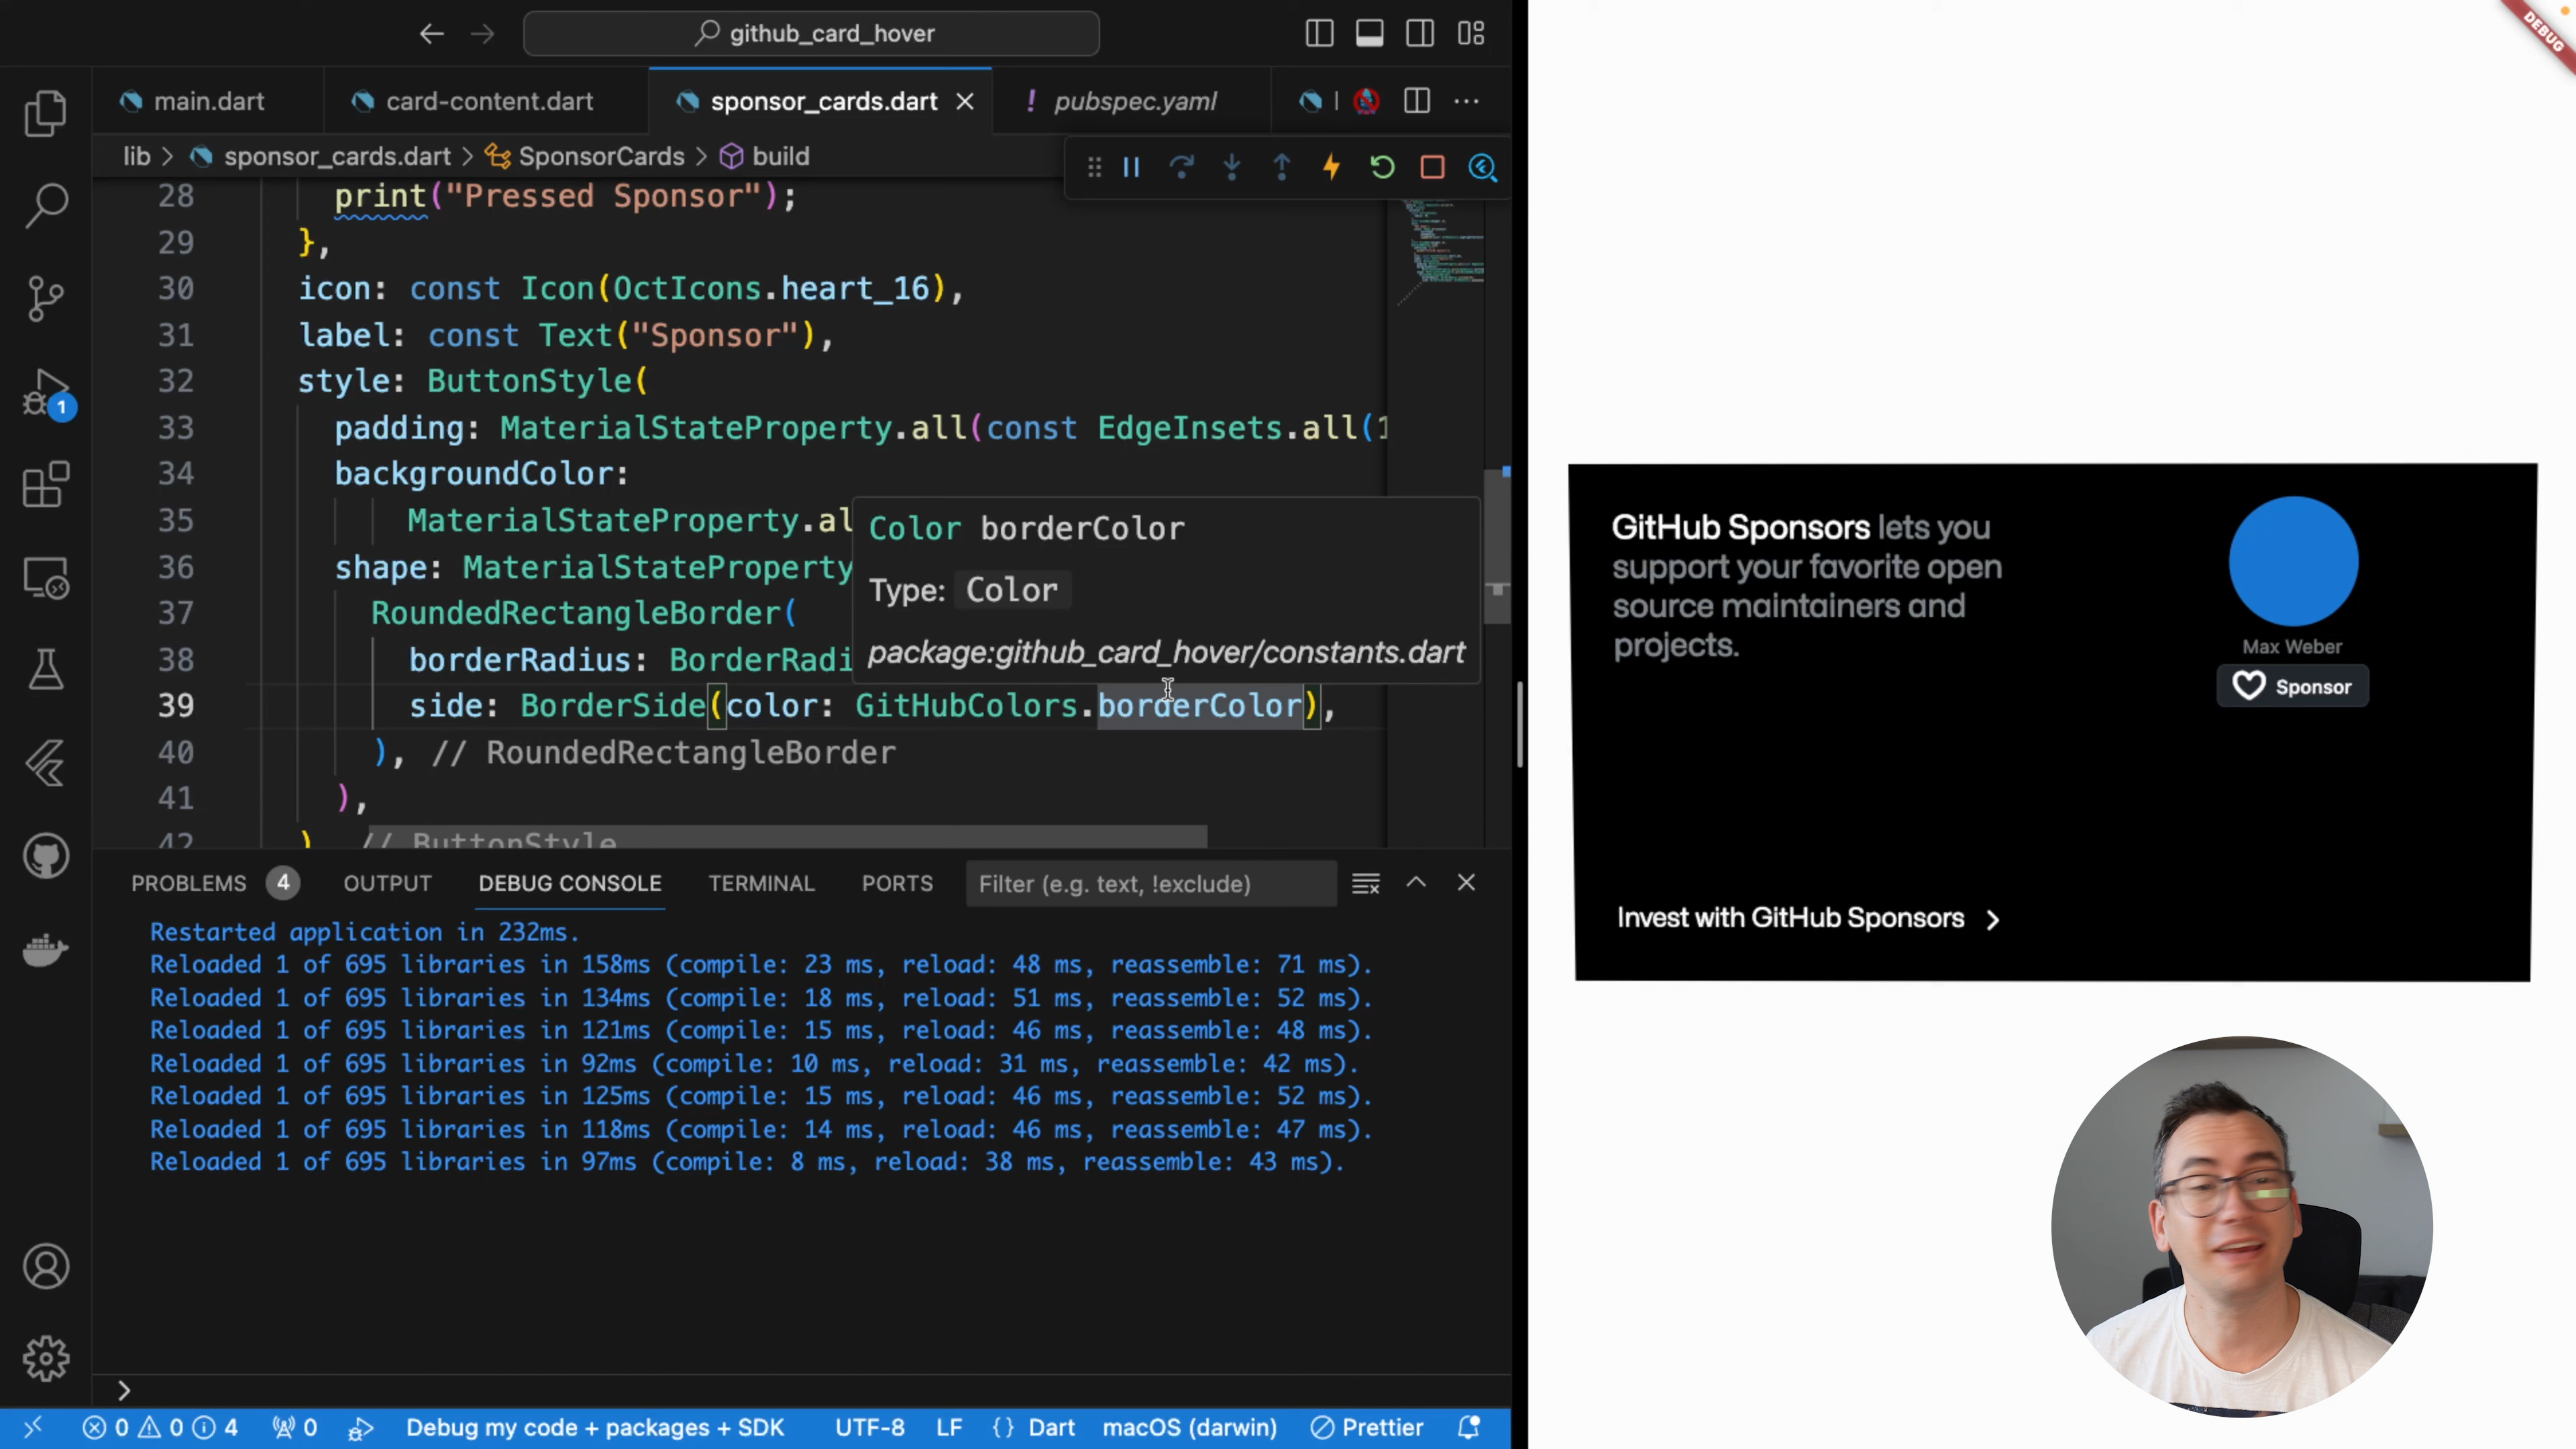 github_card_hover
main.dart
card-content.dart
sponsor_cards.dart
pubspec.yaml
lib > sponsor_cards.dart > SponsorCards > build
28 print("Pressed Sponsor");
29 },
30 icon: const Icon(OctIcons.heart_16),
31 label: const Text("Sponsor"),
32 style: ButtonStyle(
33 padding: MaterialStateProperty.all(const EdgeInsets.all(1
34 backgroundColor:
35 MaterialStateProperty.al
36 shape: MaterialStateProperty
37 RoundedRectangleBorder(
38 borderRadius: BorderRadi
39 side: BorderSide(color: GitHubColors.borderColor),
40 ), // RoundedRectangleBorder
41 ),
42 ) // ButtonStyle
Color borderColor
Type: Color
package:github_card_hover/constants.dart
1
PROBLEMS 4 OUTPUT DEBUG CONSOLE TERMINAL PORTS Filter (e.g. text, !exclude)
Restarted application in 232ms.
Reloaded 1 of 695 libraries in 158ms (compile: 23 ms, reload: 48 ms, reassemble: 71 ms).
Reloaded 1 of 695 libraries in 134ms (compile: 18 ms, reload: 51 ms, reassemble: 52 ms).
Reloaded 1 of 695 libraries in 121ms (compile: 15 ms, reload: 46 ms, reassemble: 48 ms).
Reloaded 1 of 695 libraries in 92ms (compile: 10 ms, reload: 31 ms, reassemble: 42 ms).
Reloaded 1 of 695 libraries in 125ms (compile: 15 ms, reload: 46 ms, reassemble: 52 ms).
Reloaded 1 of 695 libraries in 118ms (compile: 14 ms, reload: 46 ms, reassemble: 47 ms).
Reloaded 1 of 695 libraries in 97ms (compile: 8 ms, reload: 38 ms, reassemble: 43 ms).
0 0 4 0 Debug my code + packages + SDK UTF-8 LF {} Dart macOS (darwin) Prettier
DEBUG
GitHub Sponsors lets you
support your favorite open
source maintainers and
projects.
Max Weber
Sponsor
Invest with GitHub Sponsors